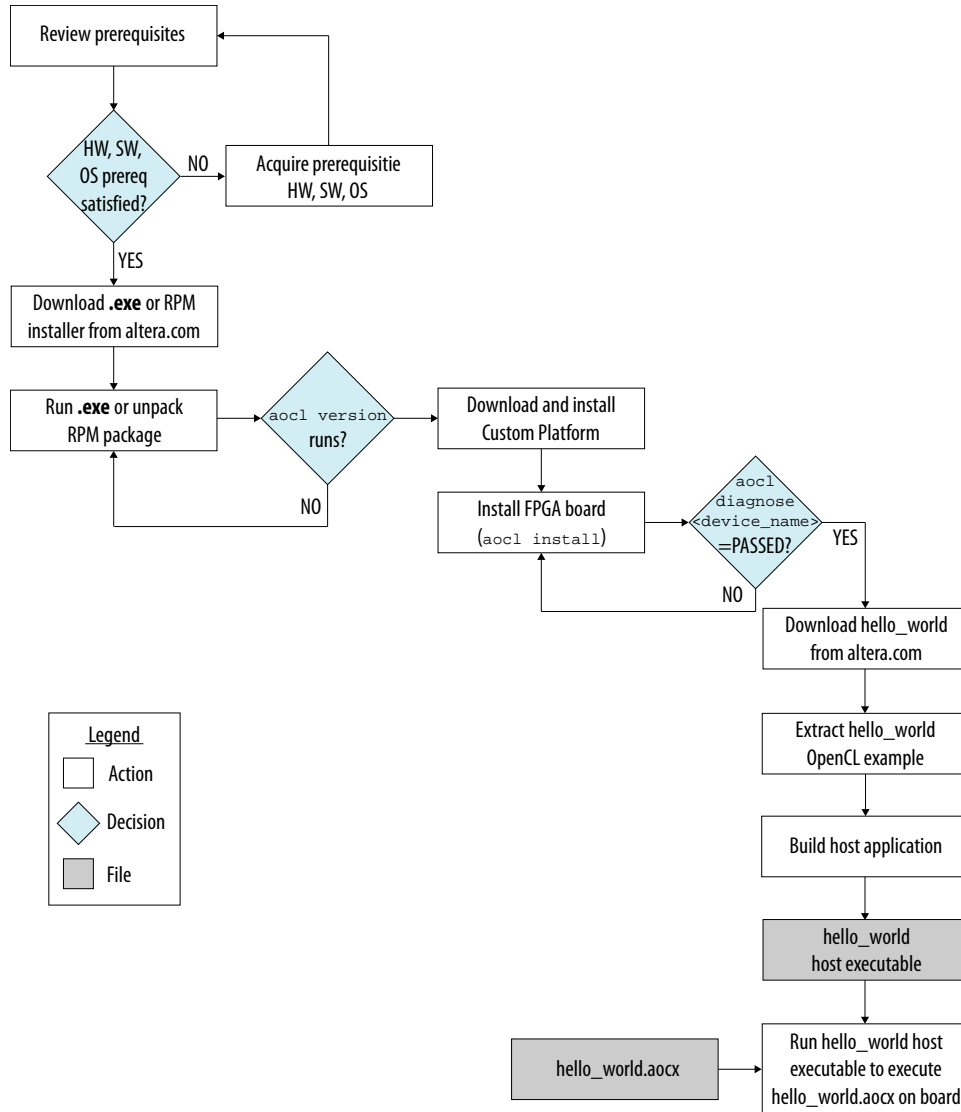 Review prerequisites
HW, SW,
OS prereq
satisfied?
NO
Acquire prerequisitie
HW, SW, OS
YES
Download .exe or RPM
installer from altera.com
Run .exe or unpack
RPM package
aocl version
runs?
NO
Download and install
Custom Platform
Install FPGA board
(aocl install)
aocl
diagnose
<device_name>
=PASSED?
YES
NO
Download hello_world
from altera.com
Extract hello_world
OpenCL example
Build host application
hello_world
host executable
hello_world.aocx
Run hello_world host
executable to execute
hello_world.aocx on board
Legend
Action
Decision
File